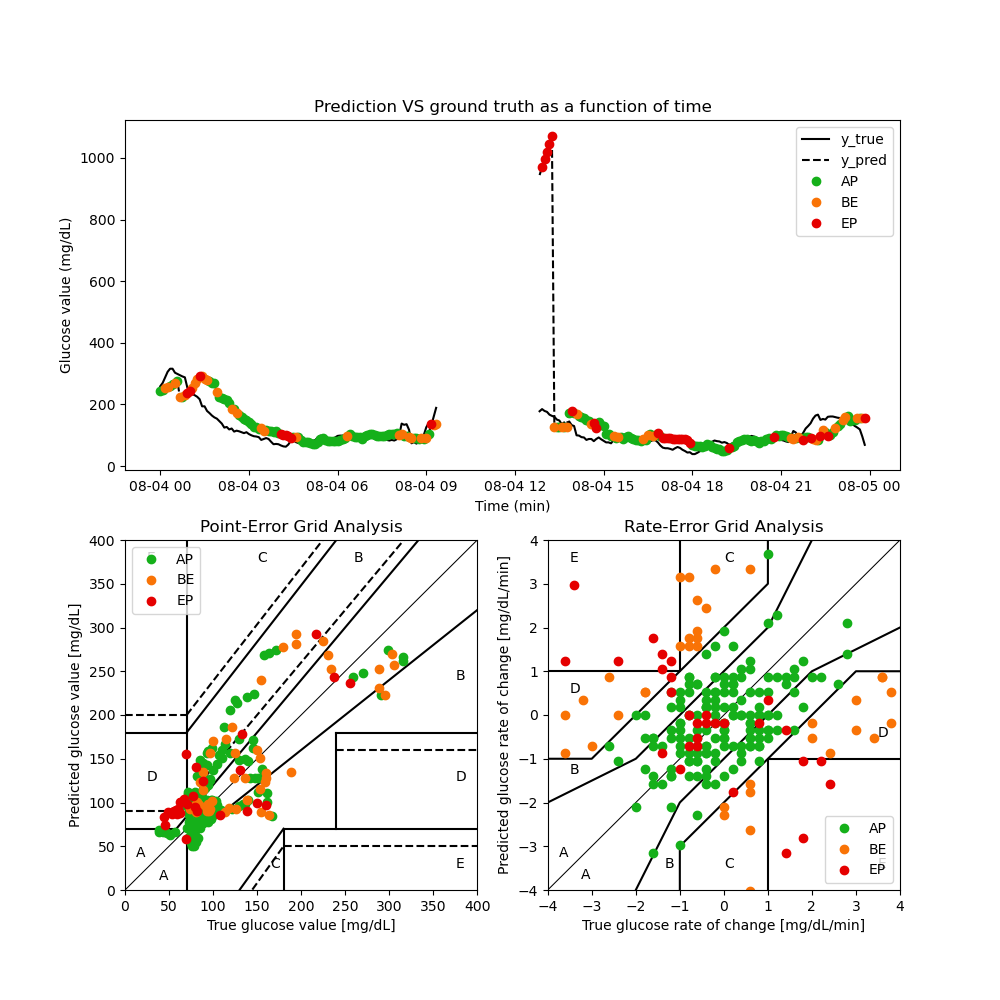 Prediction VS ground truth as a function of time
Glucose value (mg/dL)
1000
800
600
400
200
0
y_true
y_pred
AP
BE
EP
08-04 00
08-04 03
08-04 06
08-04 09
08-04 12
08-04 15
08-04 18
08-04 21
08-05 00
Time (min)
Point-Error Grid Analysis
Predicted glucose value [mg/dL]
400
350
300
250
200
150
100
50
0
AP
BE
EP
E
C
B
B
D
D
A
A
C
E
0
50
100
150
200
250
300
350
400
True glucose value [mg/dL]
Rate-Error Grid Analysis
Predicted glucose rate of change [mg/dL/min]
4
3
2
1
0
−1
−2
−3
−4
E
C
D
D
B
A
A
B
C
E
AP
BE
EP
−4
−3
−2
−1
0
1
2
3
4
True glucose rate of change [mg/dL/min]